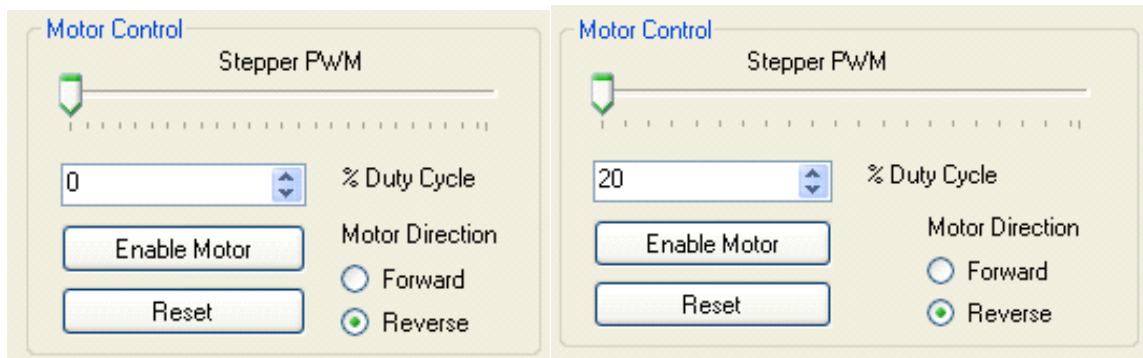 Motor Control
Stepper PWM
0
% Duty Cycle
Enable Motor
Motor Direction
Forward
Reset
Reverse
Motor Control
Stepper PWM
20
% Duty Cycle
Enable Motor
Motor Direction
Forward
Reset
Reverse